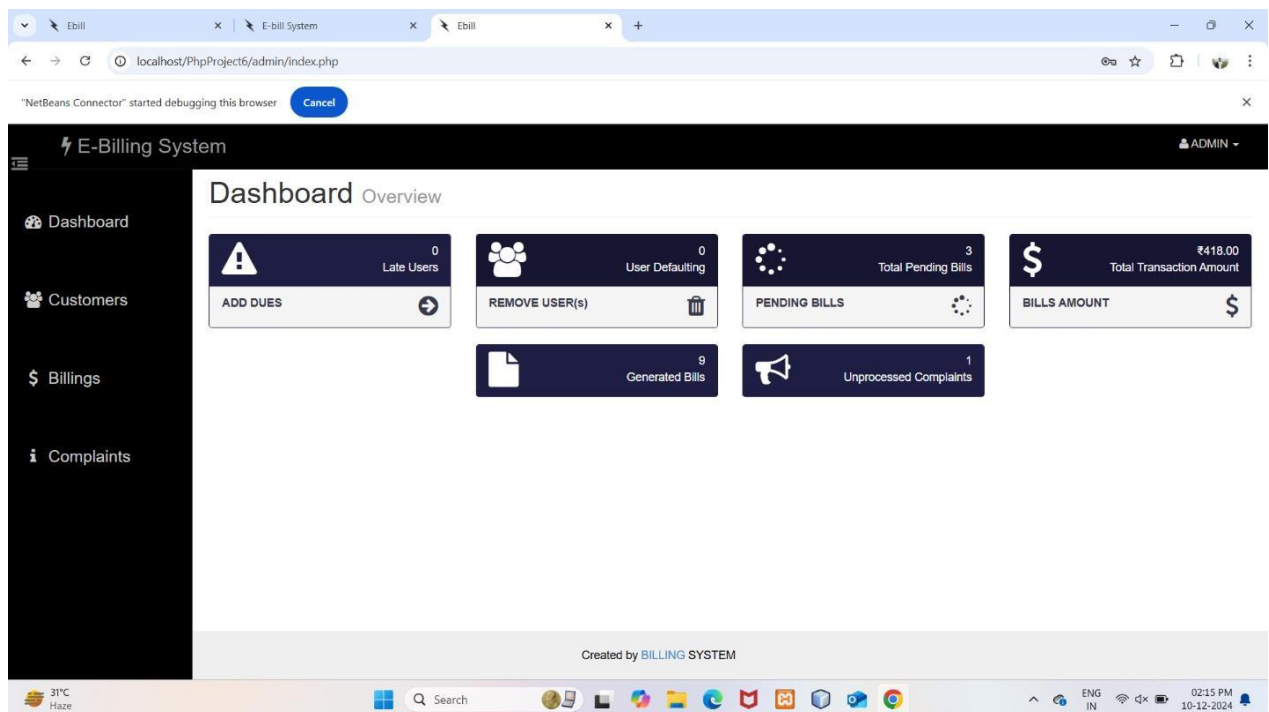 Ebill
E-bill System
Ebill
localhost/PhpProject6/admin/index.php
"NetBeans Connector" started debugging this browser
Cancel
E-Billing System
ADMIN
Dashboard Overview
Dashboard
Customers
Billings
Complaints
0
Late Users
ADD DUES
0
User Defaulting
REMOVE USER(s)
3
Total Pending Bills
PENDING BILLS
₹418.00
Total Transaction Amount
BILLS AMOUNT
9
Generated Bills
1
Unprocessed Complaints
Created by BILLING SYSTEM
31°C
Haze
Search
ENG
IN
02:15 PM
10-12-2024